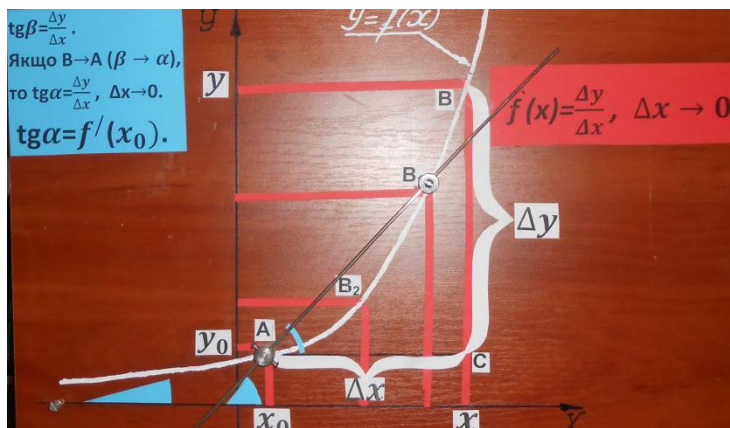 tgβ=Δy/Δx.
Якщо B→A (β → α),
то tgα=Δy/Δx, Δx→0.
tgα=f′(x₀).
y
y=f(x)
y
B
f`(x)=Δy/Δx, Δx → 0
B
Δy
B₂
A
y₀
C
Δx
x₀
x
x